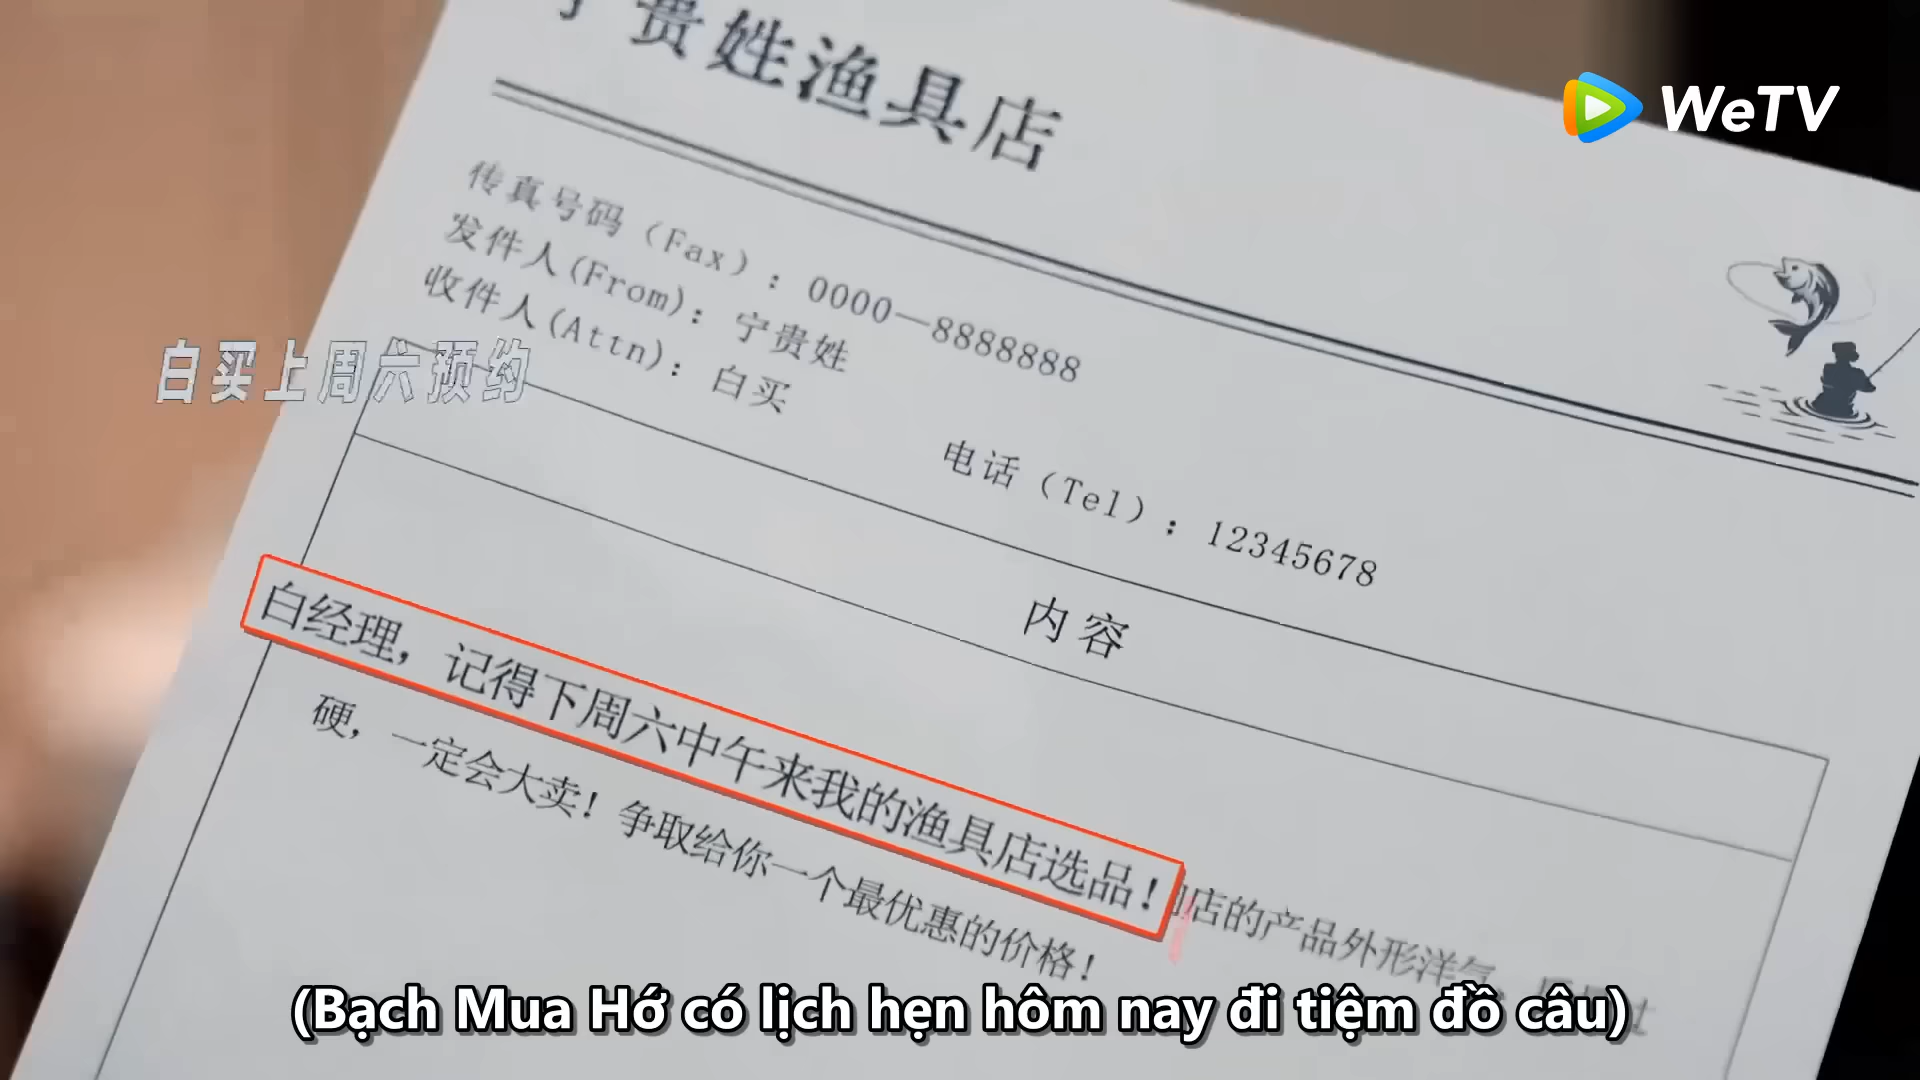 宁贵姓渔具店
WeTV
传真号码（Fax）：0000—8888888
发件人(From)：宁贵姓
收件人(Attn)：白买
电话（Tel）：12345678
白买上周六预约
内容
白经理，记得下周六中午来我的渔具店选品！店的产品外形洋气
硬，一定会大卖！争取给你一个最优惠的价格！
(Bạch Mua Hớ có lịch hẹn hôm nay đi tiệm đồ câu)